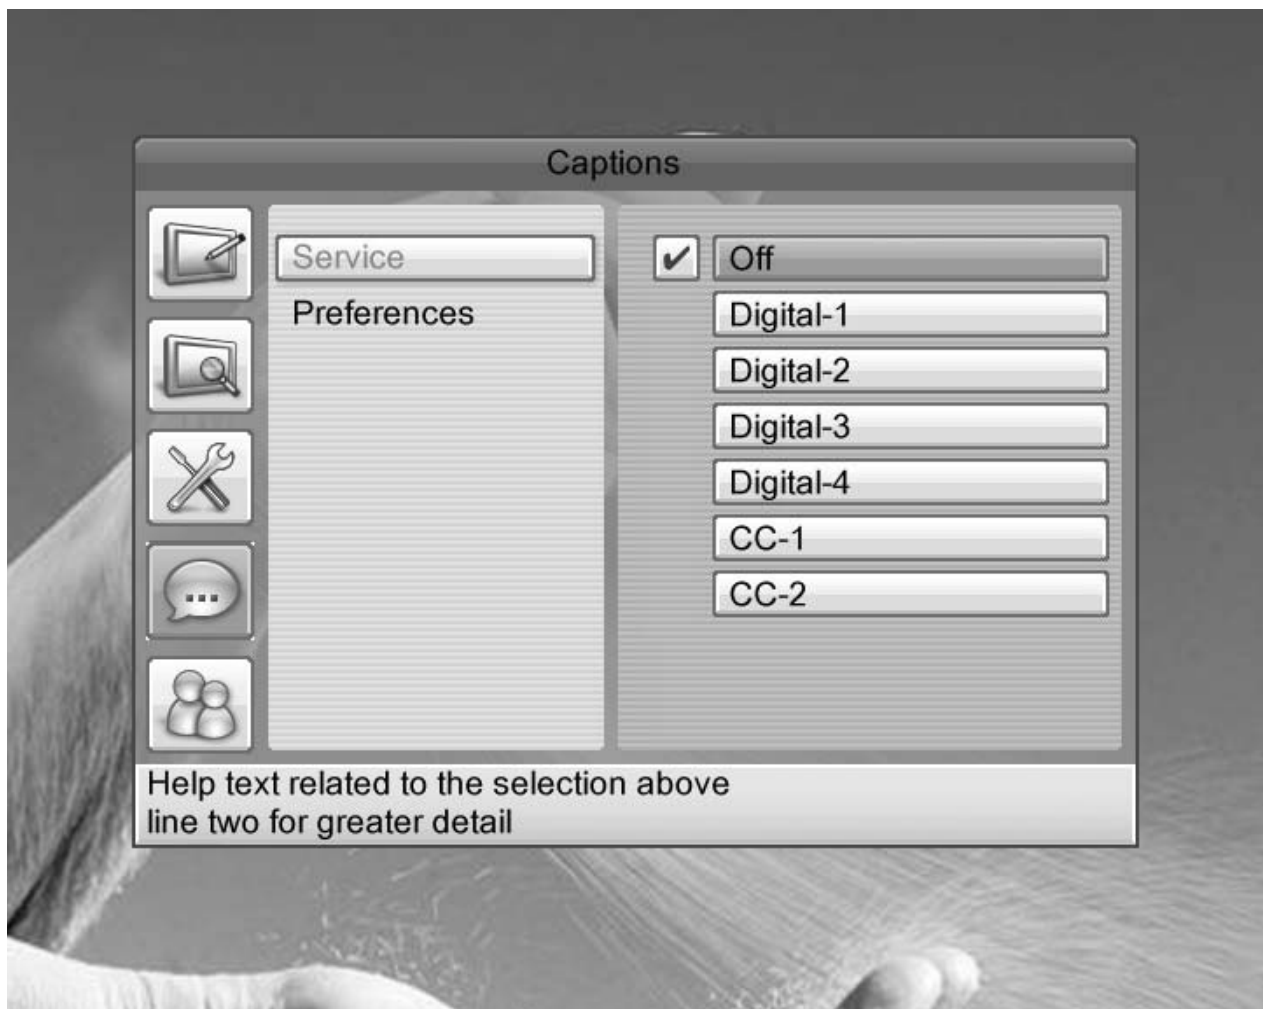 Captions
Service
Preferences
Off
Digital-1
Digital-2
Digital-3
Digital-4
CC-1
CC-2
Help text related to the selection above
line two for greater detail